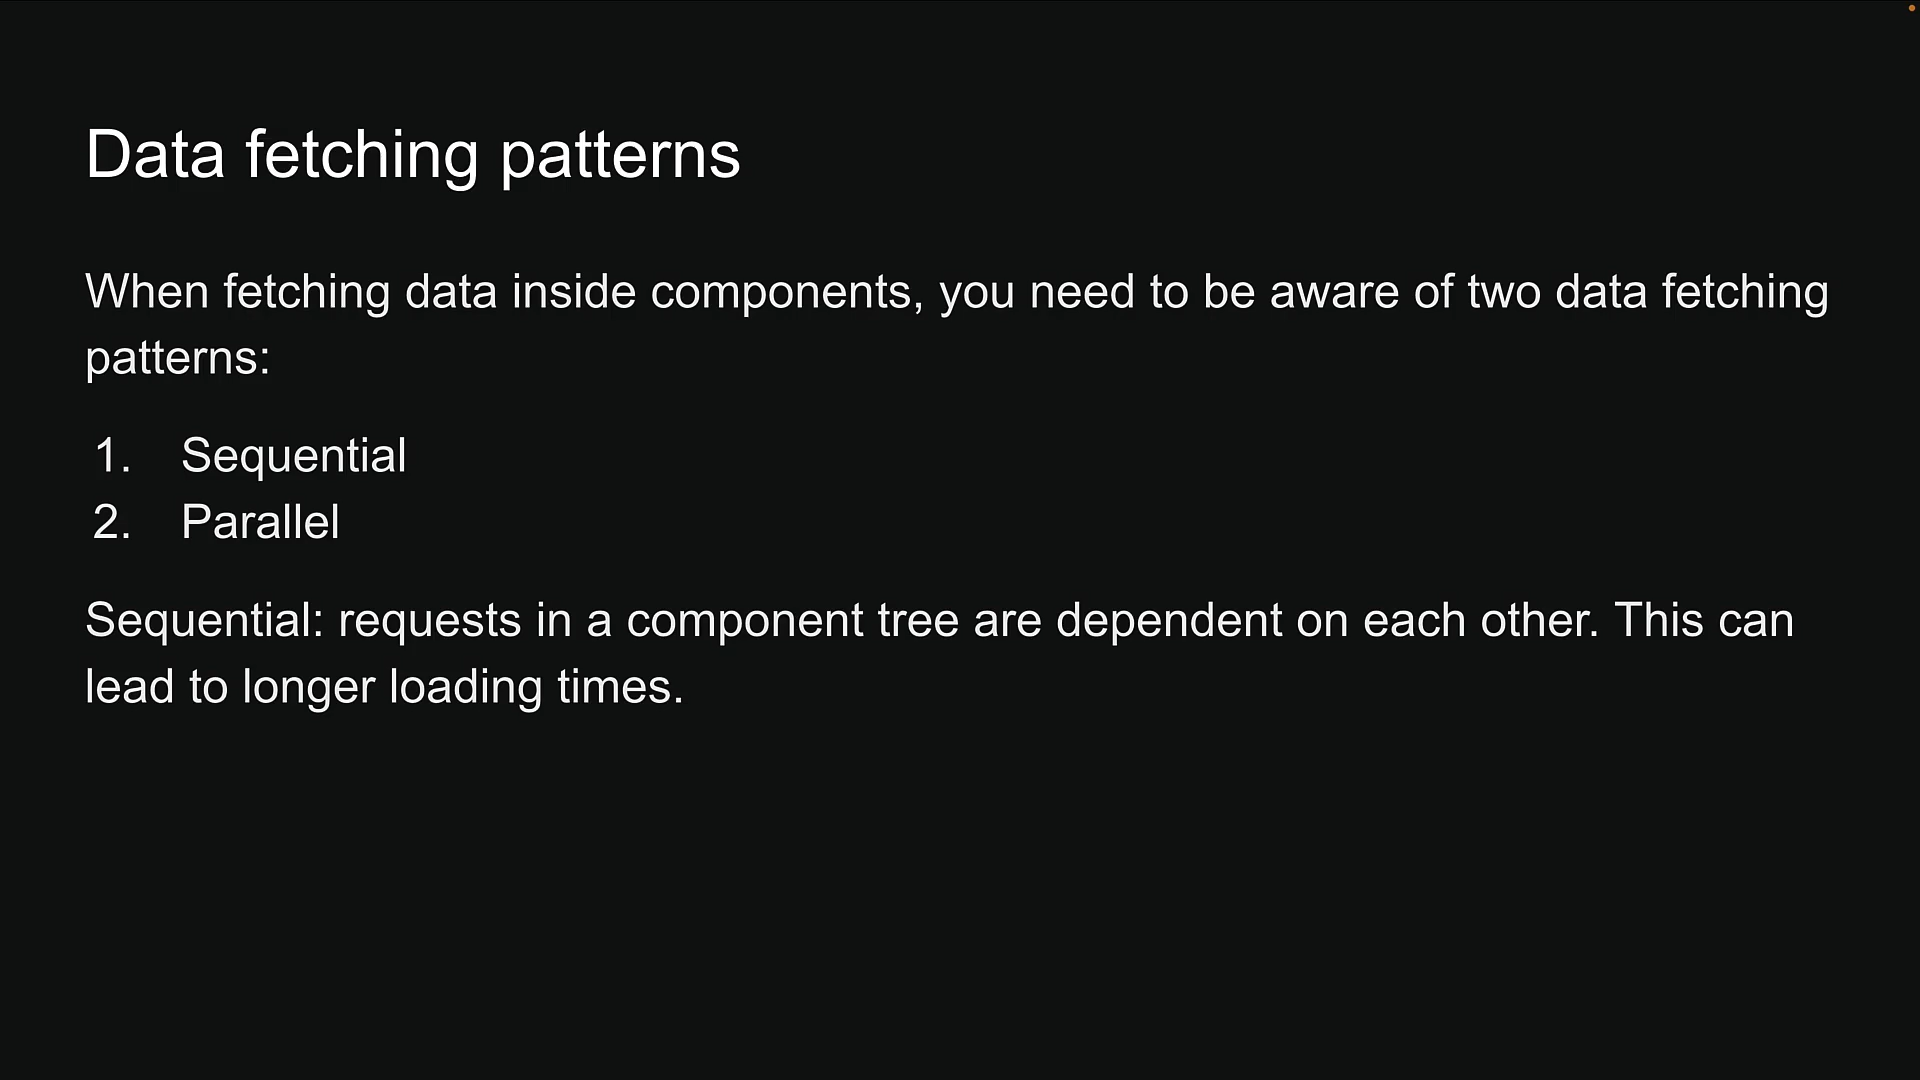 Data fetching patterns
When fetching data inside components, you need to be aware of two data fetching
patterns:
1. Sequential
2. Parallel
Sequential: requests in a component tree are dependent on each other. This can
lead to longer loading times.